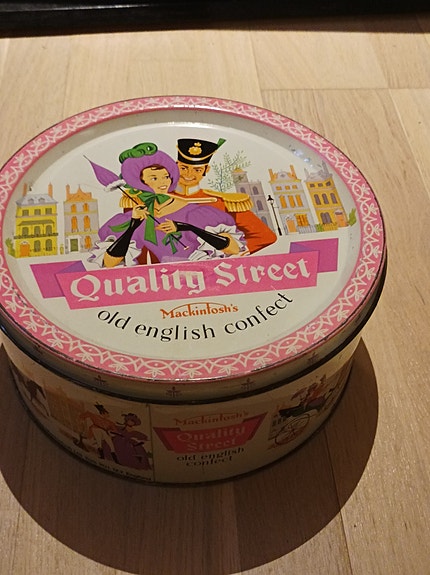 Quality Street
Mackintosh's
old english confect
Mackintosh's
Quality
Street
old english
confect